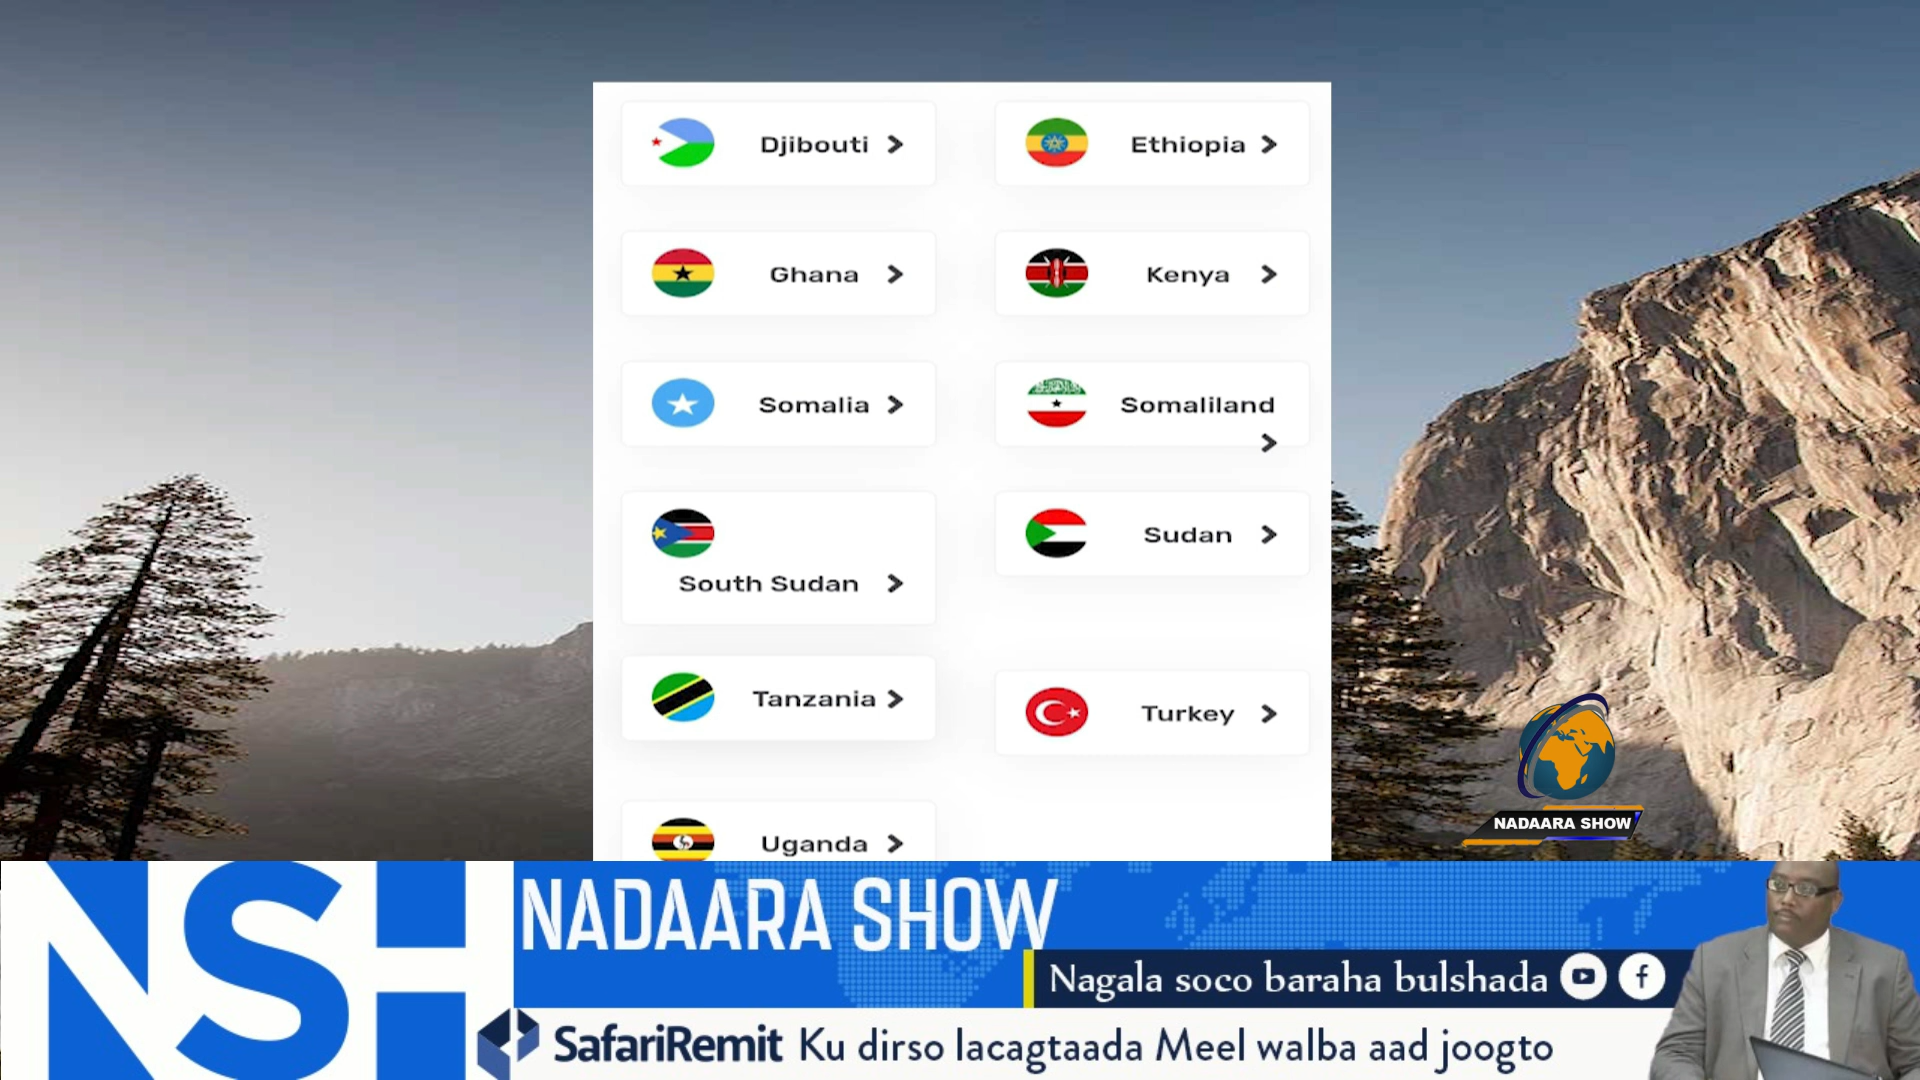 Djibouti
Ethiopia
Ghana
Kenya
Somalia
Somaliland
South Sudan
Sudan
Tanzania
Turkey
Uganda
NADAARA SHOW
NSH
NADAARA SHOW
Nagala soco baraha bulshada
SafariRemit Ku dirso lacagtaada Meel walba aad joogto